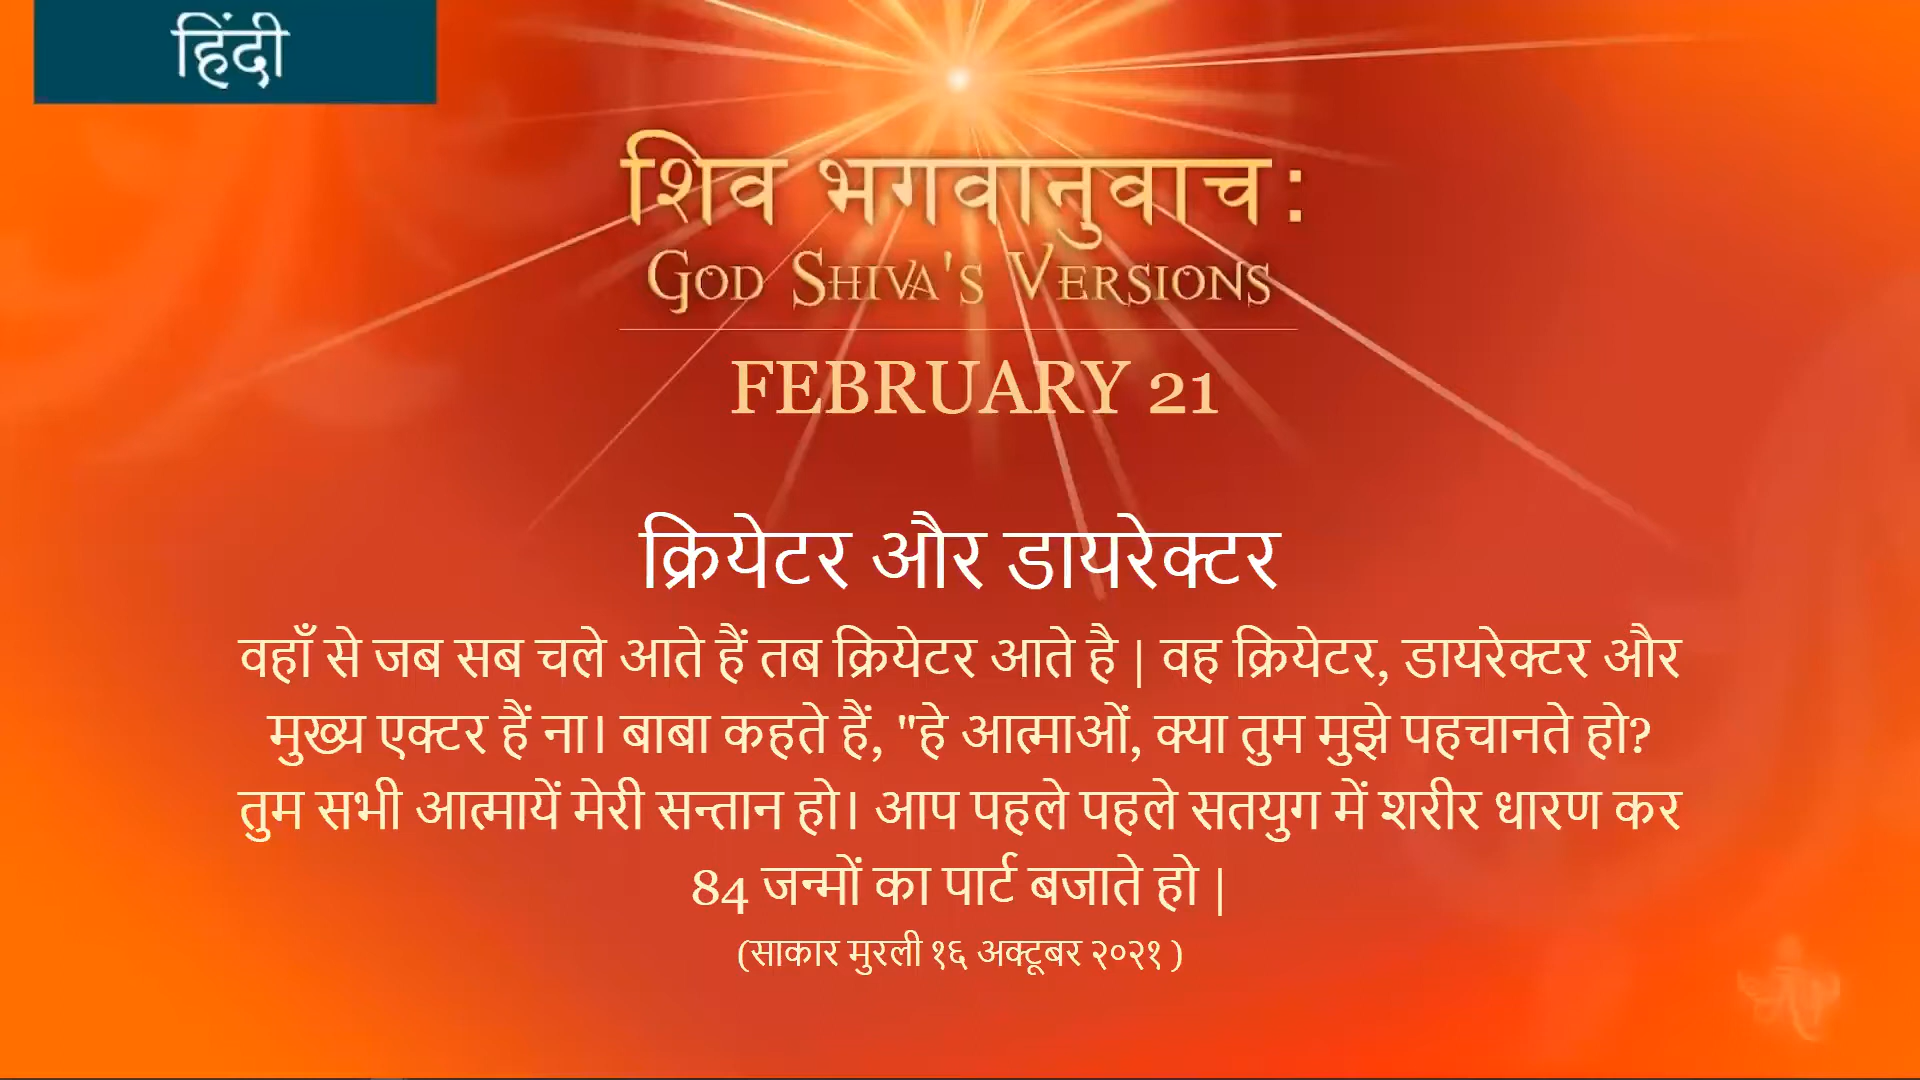 हिंदी
शिव भगवानुवाच:
GOD SHIVA'S VERSIONS
FEBRUARY 21
क्रियेटर और डायरेक्टर
वहाँ से जब सब चले आते हैं तब क्रियेटर आते है | वह क्रियेटर, डायरेक्टर और
मुख्य एक्टर हैं ना। बाबा कहते हैं, "हे आत्माओं, क्या तुम मुझे पहचानते हो?
तुम सभी आत्मायें मेरी सन्तान हो। आप पहले पहले सतयुग में शरीर धारण कर
84 जन्मों का पार्ट बजाते हो |
(साकार मुरली १६ अक्टूबर २०२१ )